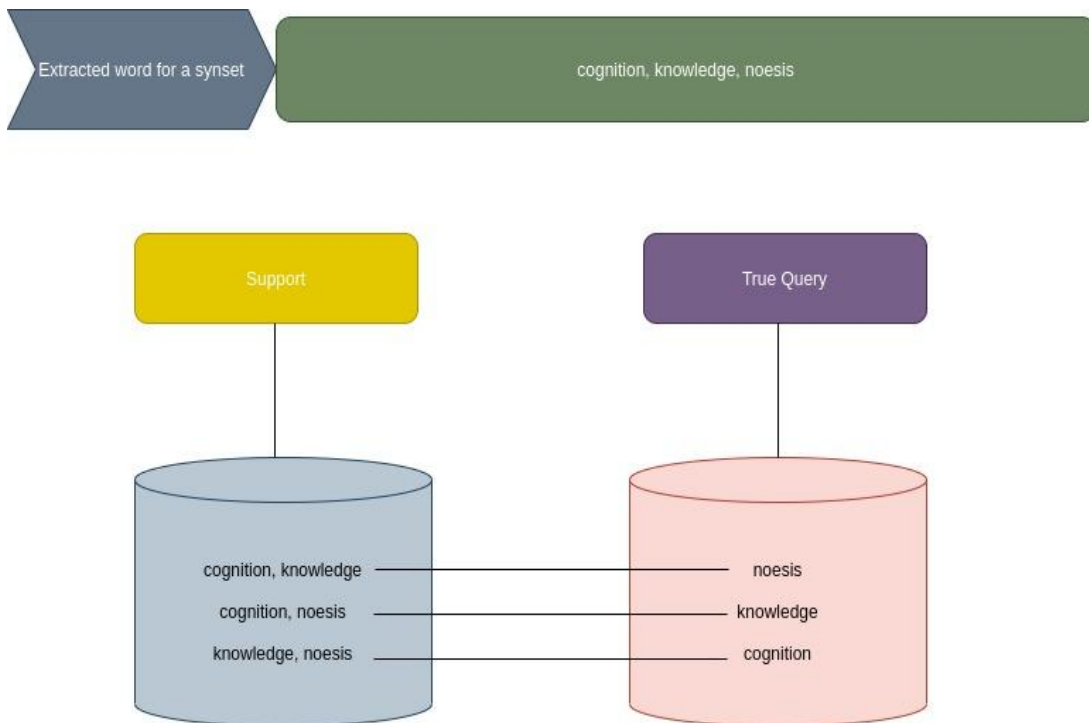 Extracted word for a synset
cognition, knowledge, noesis
Support
True Query
cognition, knowledge
noesis
cognition, noesis
knowledge
knowledge, noesis
cognition